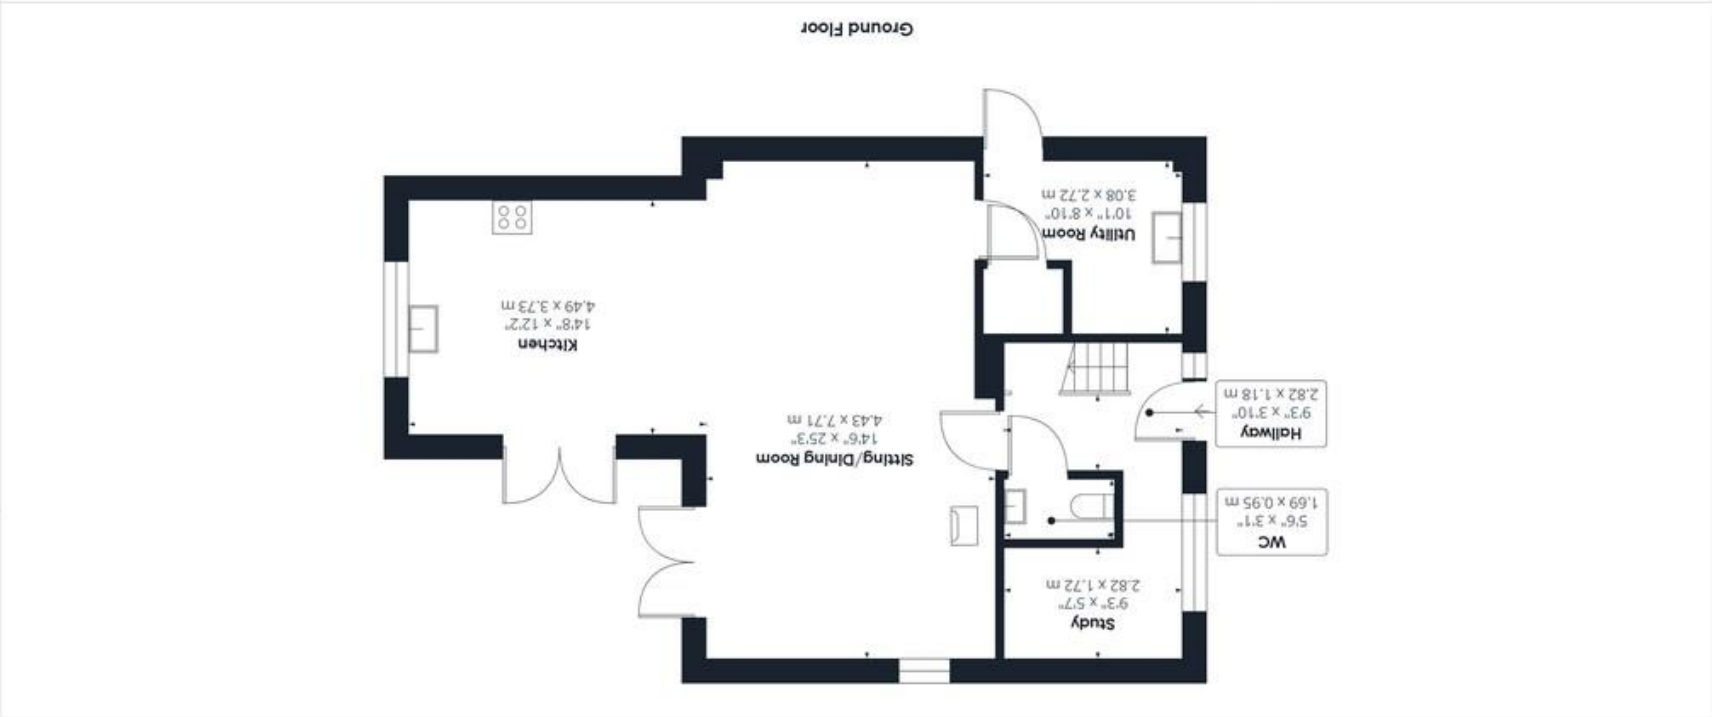 Study
9'3" x 5'7"
2.82 x 1.72 m
WC
5'6" x 3'1"
1.69 x 0.95 m
Sitting/Dining Room
14'6" x 25'3"
4.43 x 7.71 m
Hallway
9'3" x 3'10"
2.82 x 1.18 m
Kitchen
14'8" x 12'2"
4.49 x 3.73 m
Utility Room
10'1" x 8'10"
3.08 x 2.72 m
Ground Floor